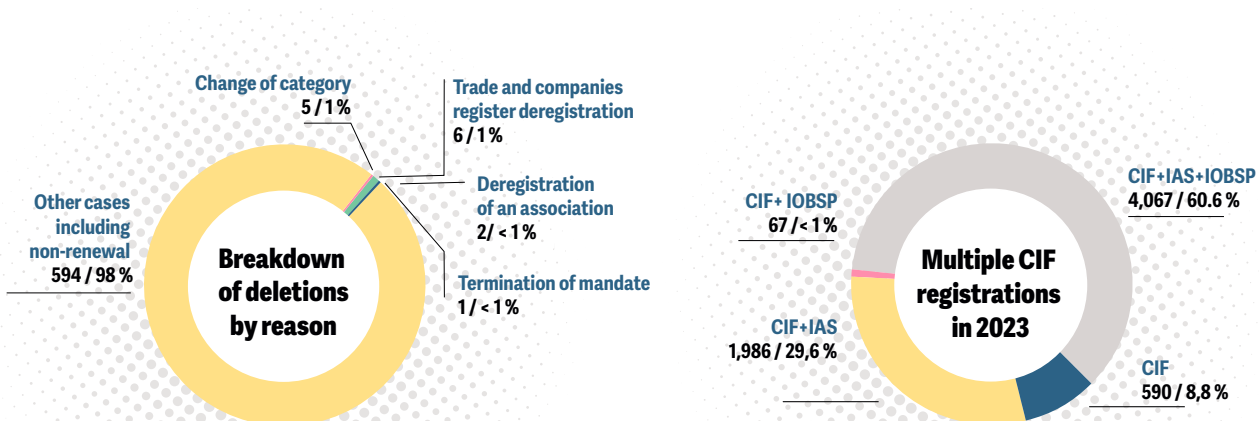 Change of category
5 / 1 %
Trade and companies
register deregistration
6 / 1 %
Deregistration
of an association
2/ < 1 %
Termination of mandate
1 / < 1 %
Other cases
including
non-renewal
594 / 98 %
Breakdown
of deletions
by reason
CIF+ IOBSP
67 /< 1 %
CIF+IAS+IOBSP
4,067 / 60.6 %
CIF+IAS
1,986 / 29,6 %
CIF
590 / 8,8 %
Multiple CIF
registrations
in 2023